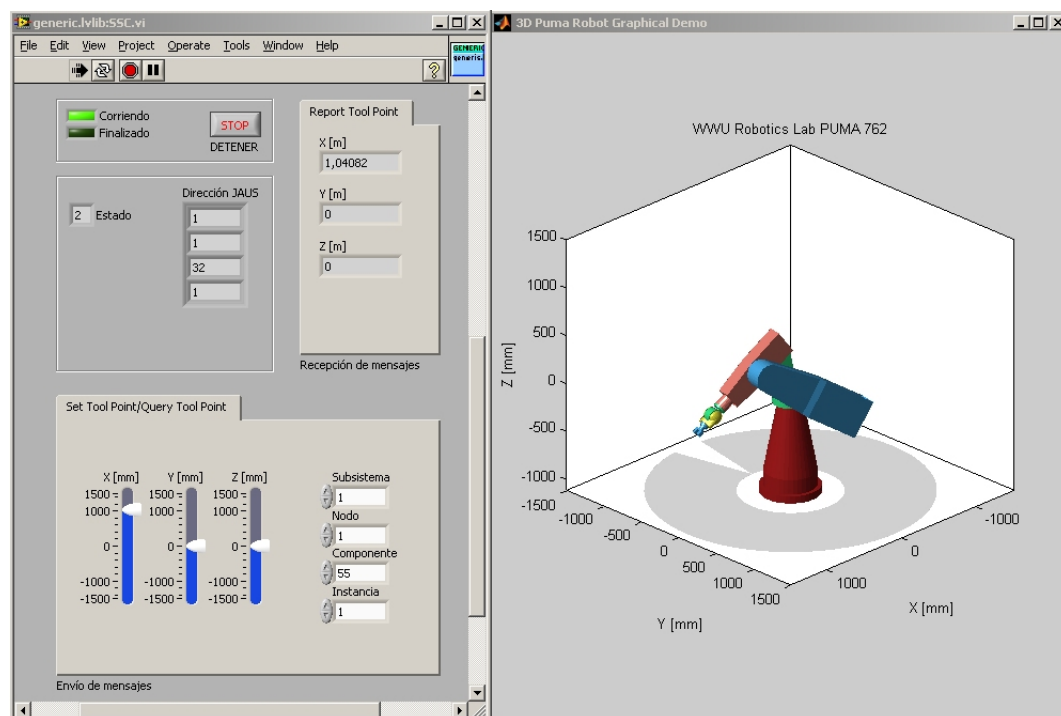 generic.lvlib:SSC.vi
File Edit View Project Operate Tools Window Help
GENERIC
generis.
?
Corriendo
Finalizado
STOP
DETENER
Report Tool Point
X [m]
1,04082
Y [m]
0
Z [m]
0
Recepción de mensajes
2 Estado
Dirección JAUS
1
1
32
1
Set Tool Point/Query Tool Point
X [mm] Y [mm] Z [mm]
1500 1500 1500
1000 1000 1000
0 0 0
-1000 -1000 -1000
-1500 -1500 -1500
Subsistema
1
Nodo
1
Componente
55
Instancia
1
Envío de mensajes
3D Puma Robot Graphical Demo
WWU Robotics Lab PUMA 762
1500
1000
500
0
-500
-1000
-1500
Z [mm]
-1000
-500
0
500
1000
1500
Y [mm]
-1000
0
1000
X [mm]